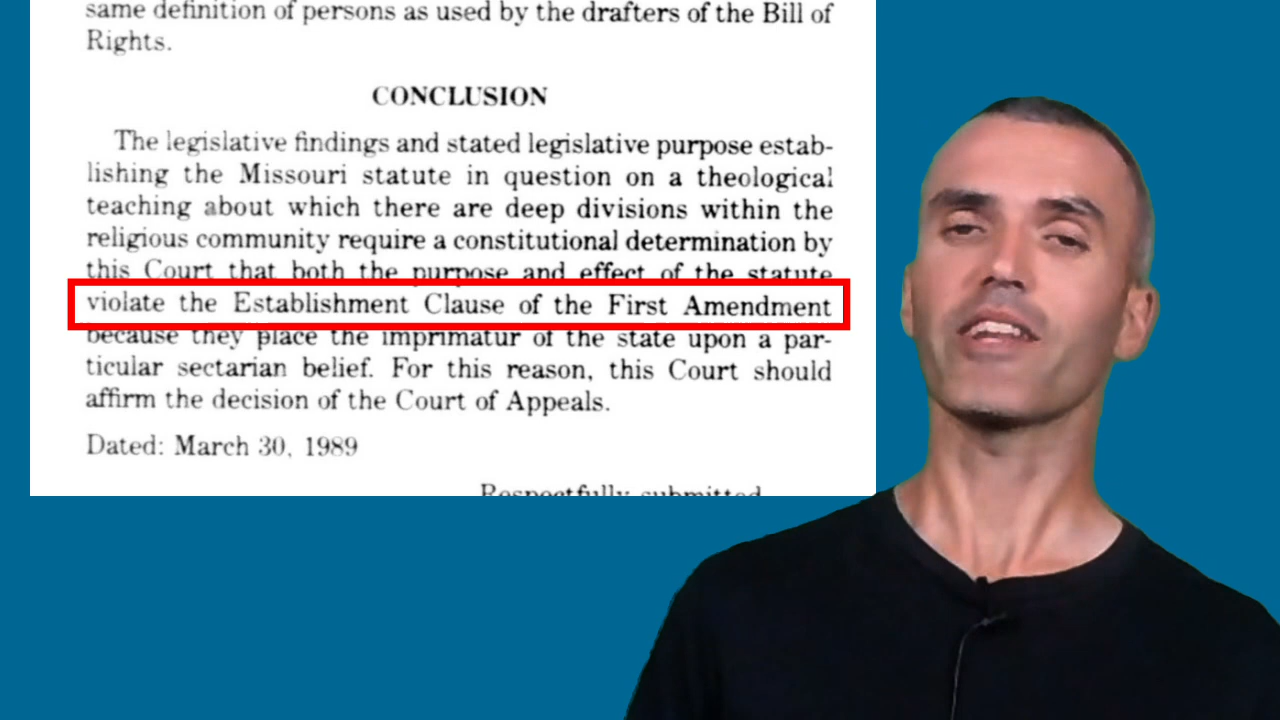 same definition of persons as used by the drafters of the Bill of
Rights.
CONCLUSION
The legislative findings and stated legislative purpose estab-
lishing the Missouri statute in question on a theological
teaching about which there are deep divisions within the
religious community require a constitutional determination by
this Court that both the purpose and effect of the statute
violate the Establishment Clause of the First Amendment
because they place the imprimatur of the state upon a par-
ticular sectarian belief. For this reason, this Court should
affirm the decision of the Court of Appeals.
Dated: March 30, 1989
Respectfully submitted